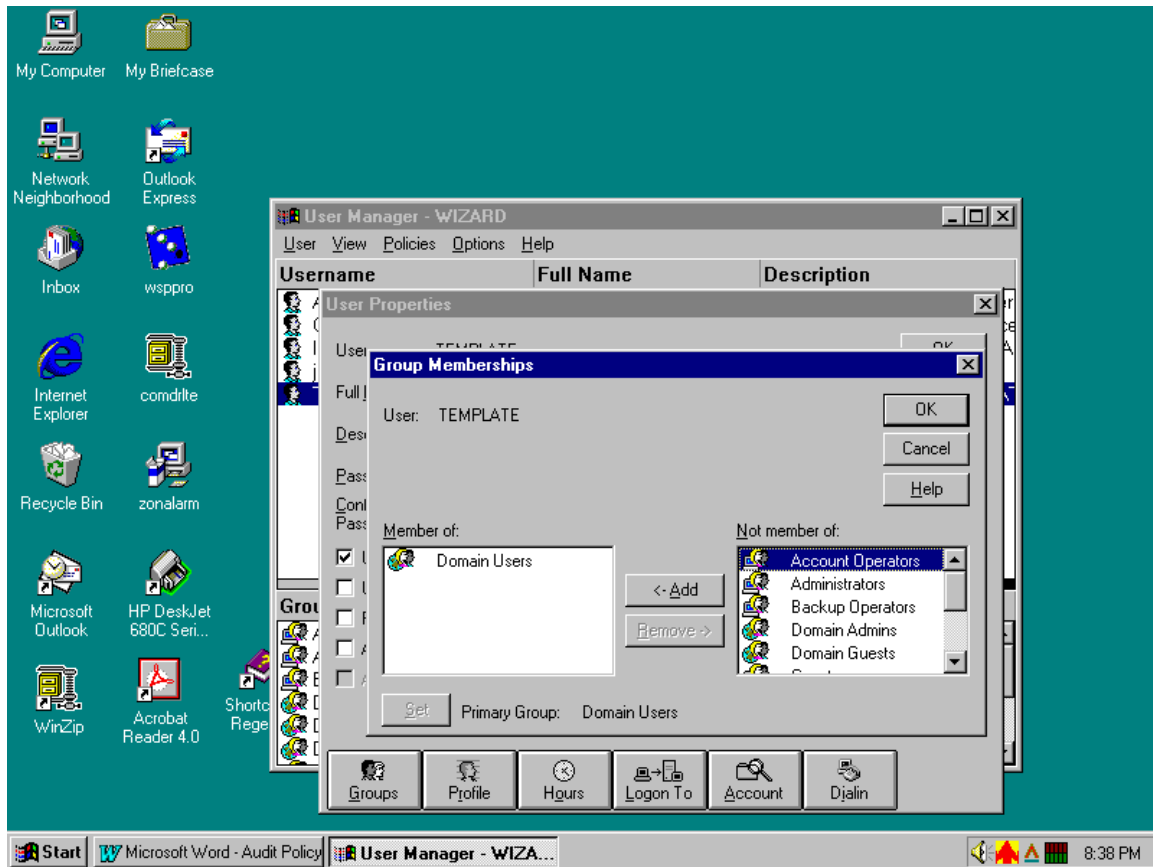 My Computer
My Briefcase
Network
Neighborhood
Outlook
Express
Inbox
wsppro
Internet
Explorer
comdrlte
Recycle Bin
zonalarm
Microsoft
Outlook
HP DeskJet
680C Seri...
WinZip
Acrobat
Reader 4.0
User Manager - WIZARD
User View Policies Options Help
Username Full Name Description
User Properties
TEMPLATE
Full
Group Memberships
User: TEMPLATE
OK
Cancel
Help
Member of:
Domain Users
<- Add
Remove ->
Not member of:
Account Operators
Administrators
Backup Operators
Domain Admins
Domain Guests
Set Primary Group: Domain Users
Groups Profile Hours Logon To Account Dialin
Start Microsoft Word - Audit Policy User Manager - WIZA... 8:38 PM